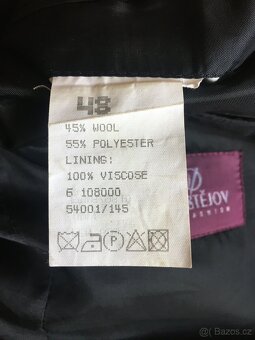 48
45% WOOL
55% POLYESTER
LINING:
100% VISCOSE
6 108000
54001/145
STĚJOV
FASHION
bazos.cz